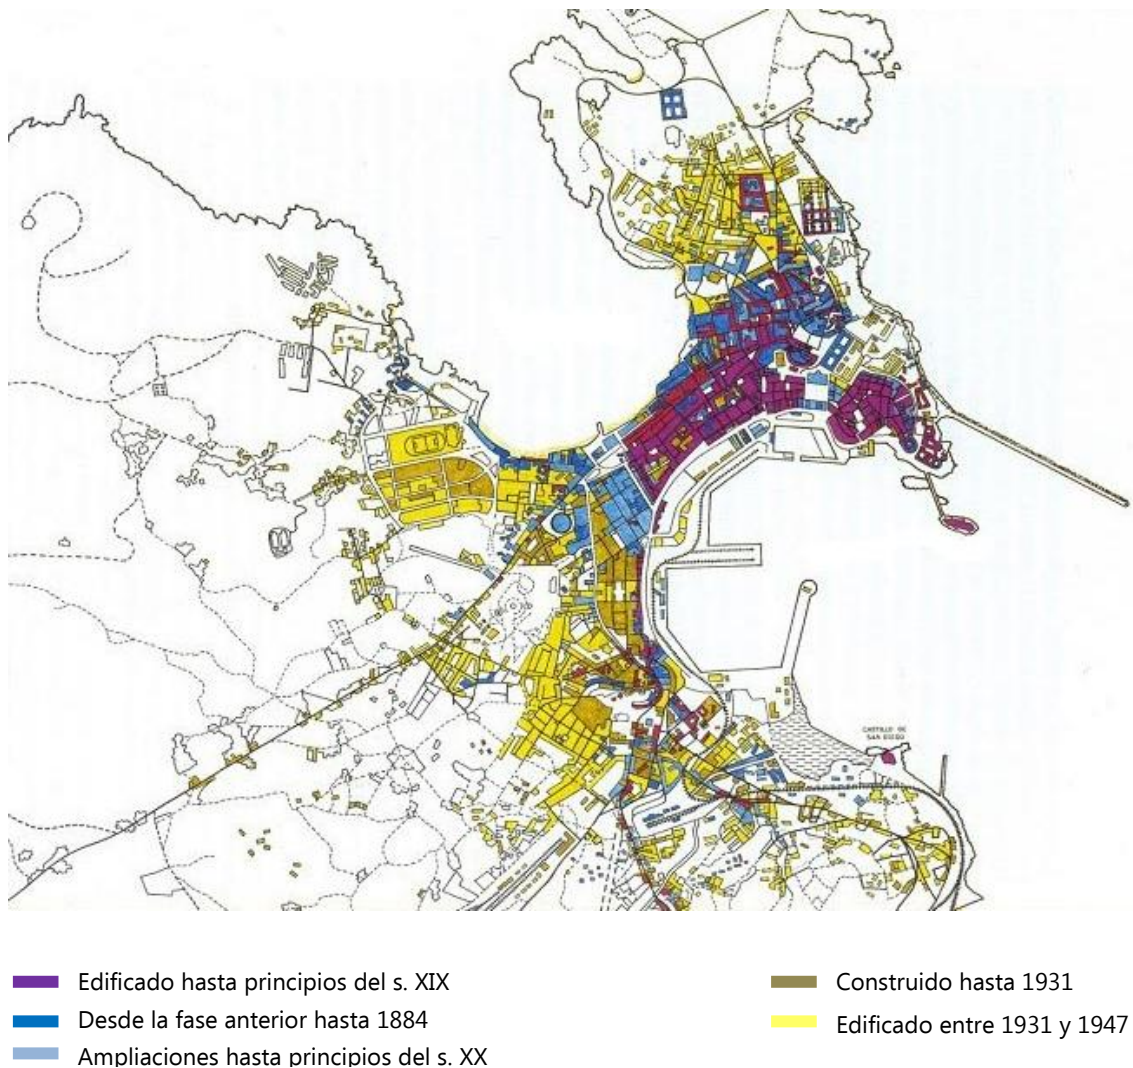 CASTILLO DE
SAN DIEGO
Edificado hasta principios del s. XIX
Desde la fase anterior hasta 1884
Ampliaciones hasta principios del s. XX
Construido hasta 1931
Edificado entre 1931 y 1947